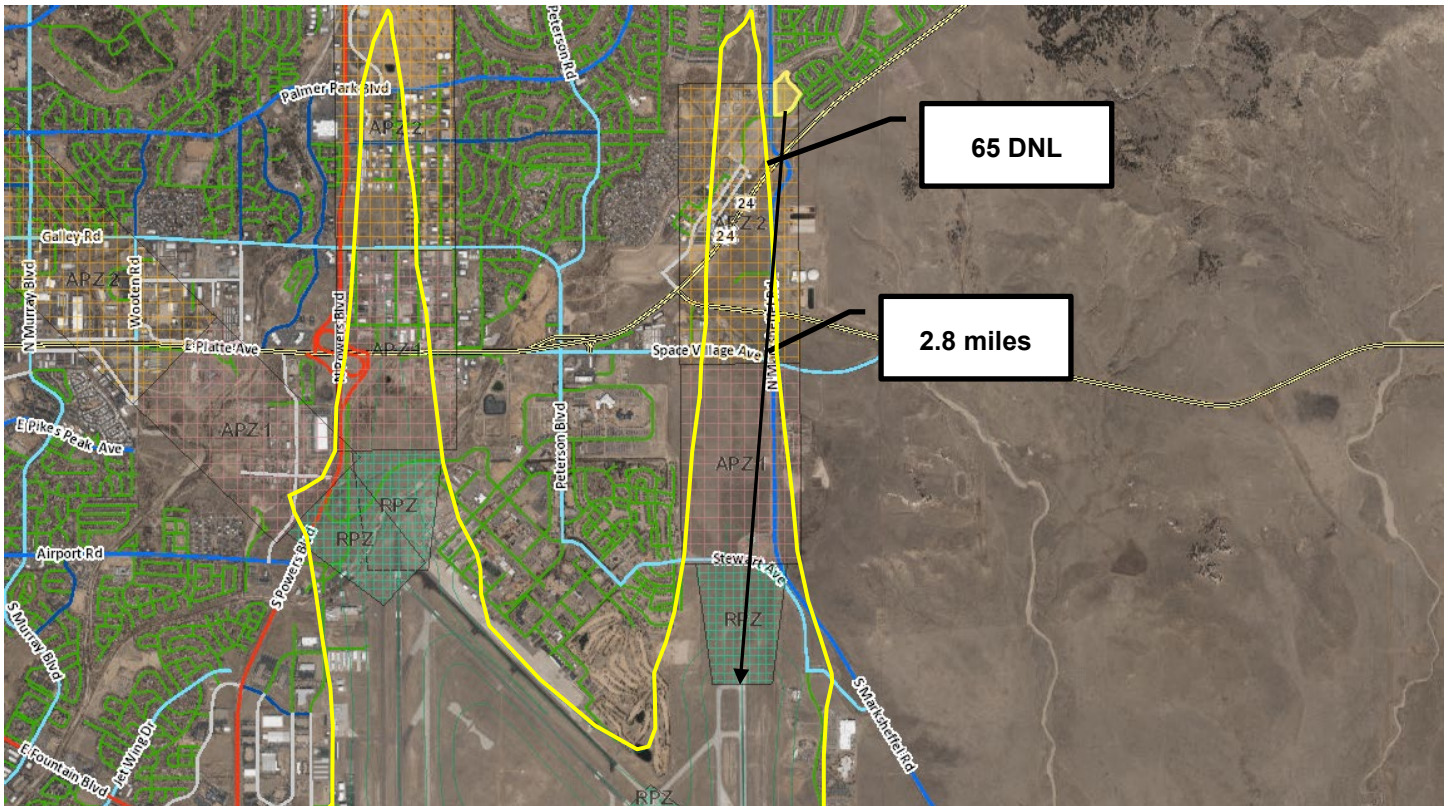 Peterson Rd
Palmer Park Blvd
APZ 2
65 DNL
24
APZ 2
24
Galley Rd
APZ 2
N Murray Blvd
Wooten Rd
N Powers Blvd
2.8 miles
E Platte Ave
APZ 1
Space Village Ave
E Pikes Peak Ave
APZ 1
Peterson Blvd
APZ 1
RPZ
RPZ
Airport Rd
S Powers Blvd
Stewart Ave
RPZ
S Murray Blvd
S Marksheffel Rd
E Fountain Blvd
Jet Wing Dr
RPZ